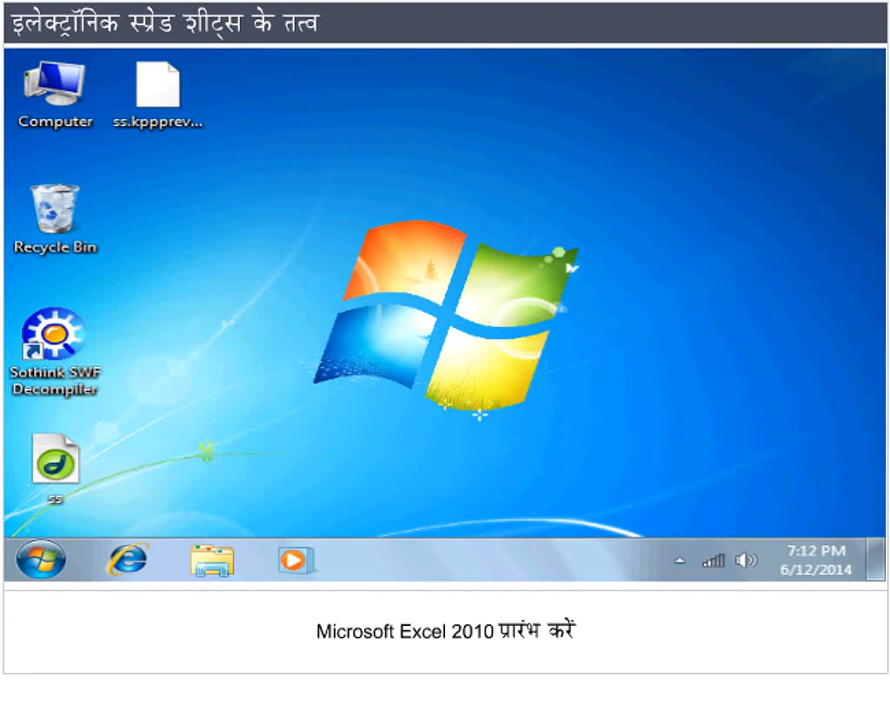 इलेक्ट्रॉनिक स्प्रेड शीट्स के तत्व
Computer
ss.kppprev...
Recycle Bin
Sothink SWF
Decompiler
ss
7:12 PM
6/12/2014
Microsoft Excel 2010 प्रारंभ करें